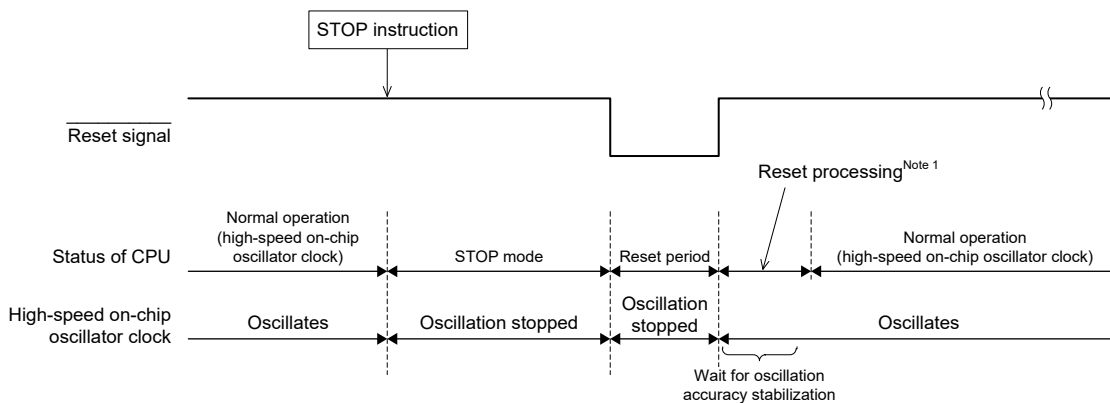 STOP instruction
Reset signal
Reset processing Note 1
Status of CPU
Normal operation
(high-speed on-chip
oscillator clock)
STOP mode
Reset period
Normal operation
(high-speed on-chip oscillator clock)
High-speed on-chip
oscillator clock
Oscillates
Oscillation stopped
Oscillation
stopped
Oscillates
Wait for oscillation
accuracy stabilization